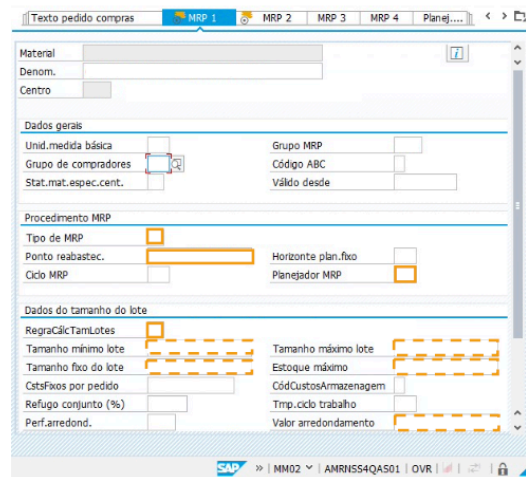 Texto pedido compras MRP 1 MRP 2 MRP 3 MRP 4 Planej....
Material
Denom.
Centro
Dados gerais
Unid.medida básica Grupo MRP
Grupo de compradores Código ABC
Stat.mat.espec.cent. Válido desde
Procedimento MRP
Tipo de MRP
Ponto reabastec. Horizonte plan.fixo
Ciclo MRP Planejador MRP
Dados do tamanho do lote
RegraCálcTamLotes
Tamanho mínimo lote Tamanho máximo lote
Tamanho fixo do lote Estoque máximo
CstsFixos por pedido CódCustosArmazenagem
Refugo conjunto (%) Tmp.ciclo trabalho
Perf.arredond. Valor arredondamento
SAP » MM02 AMRNSS4QAS01 OVR